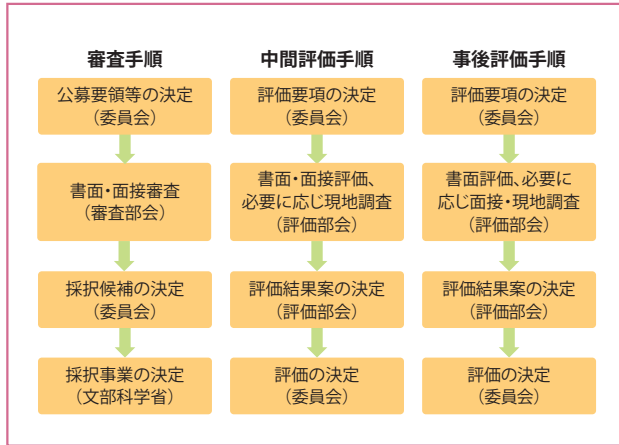 審査手順
公募要領等の決定
（委員会）
書面・面接審査
（審査部会）
採択候補の決定
（委員会）
採択事業の決定
（文部科学省）
中間評価手順
評価要項の決定
（委員会）
書面・面接評価、
必要に応じ現地調査
（評価部会）
評価結果案の決定
（評価部会）
評価の決定
（委員会）
事後評価手順
評価要項の決定
（委員会）
書面評価、必要に
応じ面接・現地調査
（評価部会）
評価結果案の決定
（評価部会）
評価の決定
（委員会）